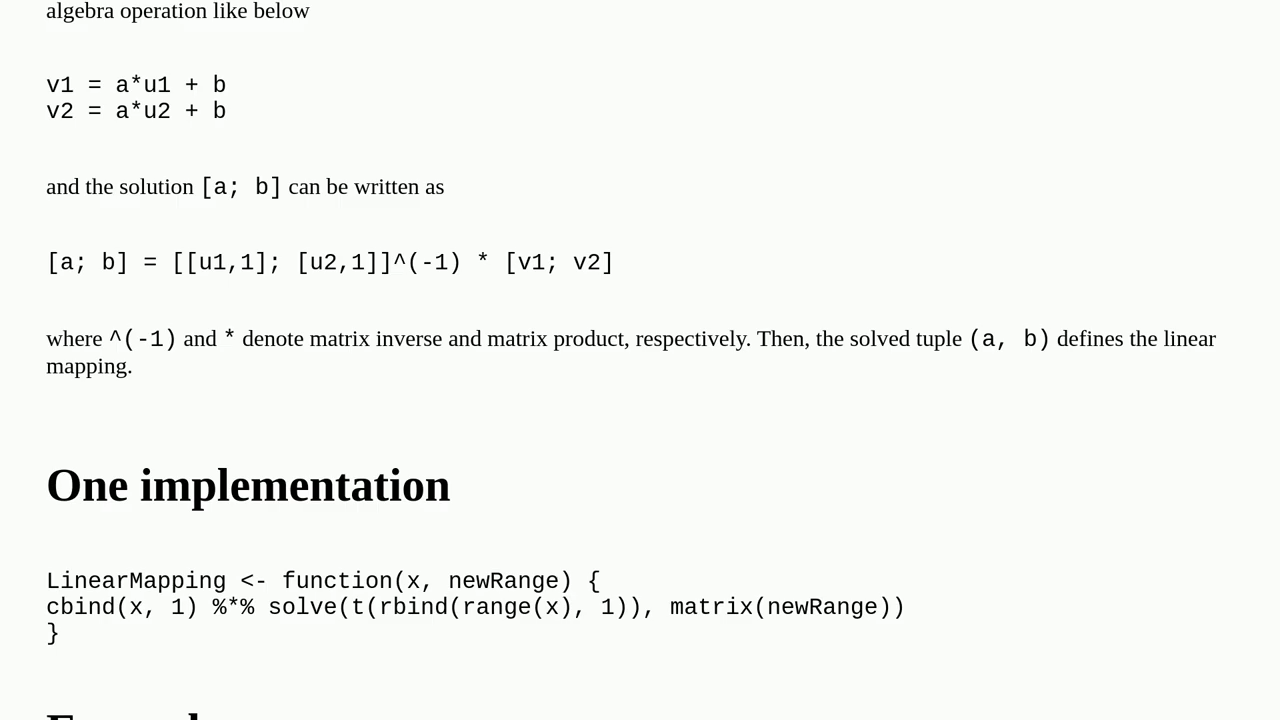 algebra operation like below
v1 = a*u1 + b
v2 = a*u2 + b
and the solution [a; b] can be written as
[a; b] = [[u1,1]; [u2,1]]^(-1) * [v1; v2]
where ^(-1) and * denote matrix inverse and matrix product, respectively. Then, the solved tuple (a, b) defines the linear
mapping.
One implementation
LinearMapping <- function(x, newRange) {
cbind(x, 1) %*% solve(t(rbind(range(x), 1)), matrix(newRange))
}